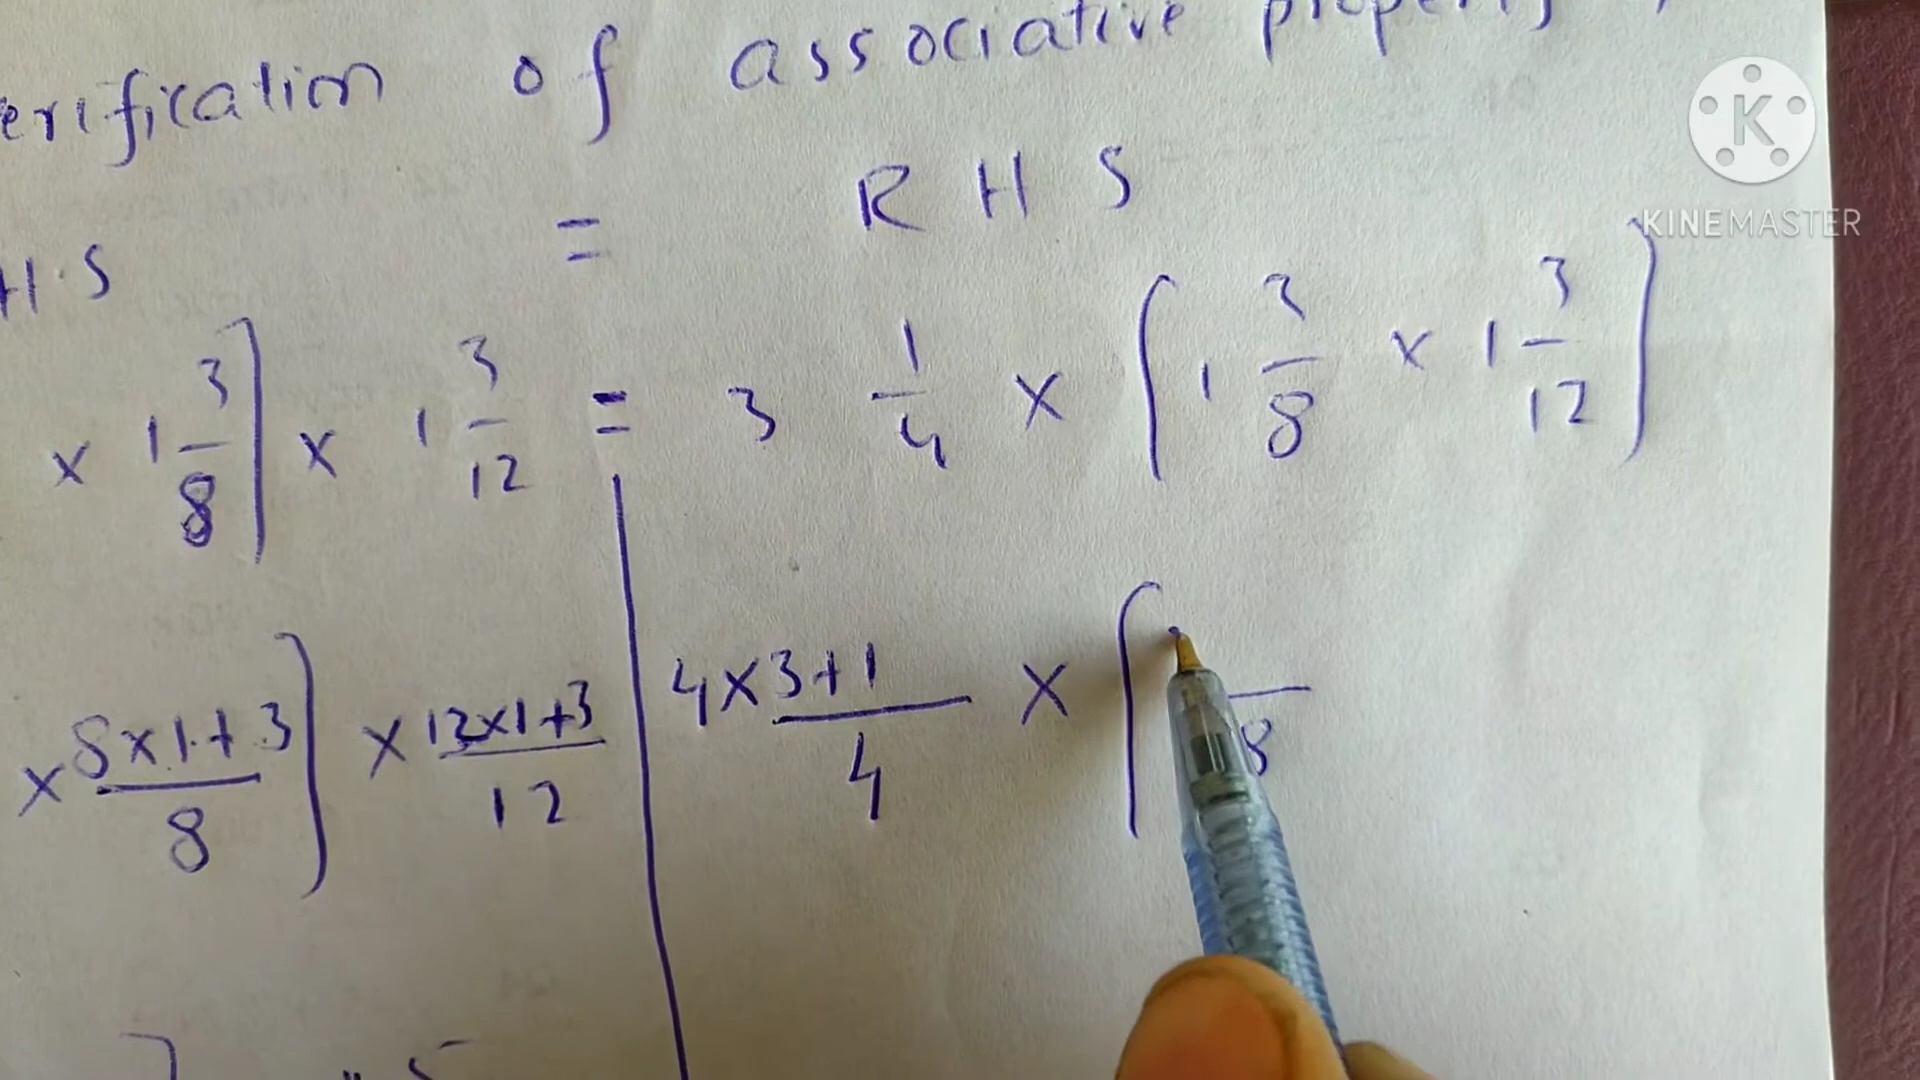 erification of associative property
H.S = R H S
× 1 3/8] × 1 3/12 = 3 1/4 × [1 3/8 × 1 3/12]
× 8×1+3/8] × 12×1+3/12 | 4×3+1/4 × [ /8
K
KINEMASTER